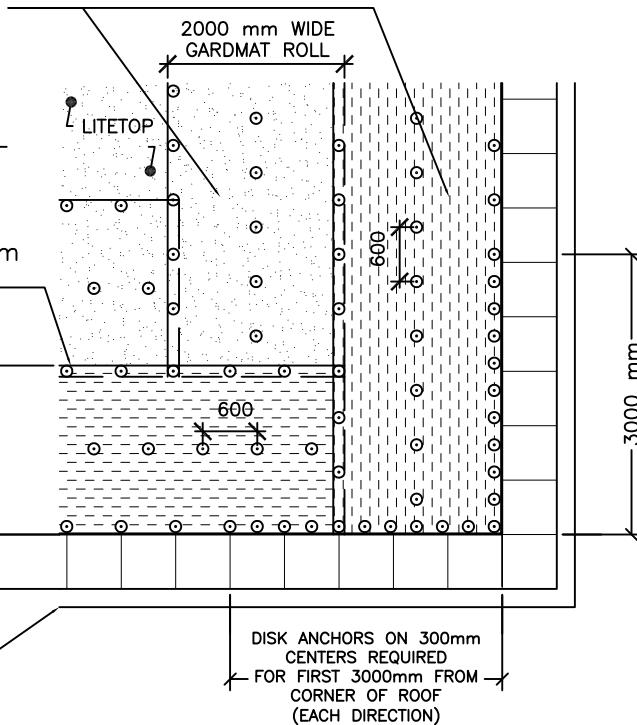 2000 mm WIDE
GARDMAT ROLL
LITETOP
m
600
600
3000 mm
DISK ANCHORS ON 300mm
CENTERS REQUIRED
FOR FIRST 3000mm FROM
CORNER OF ROOF
(EACH DIRECTION)